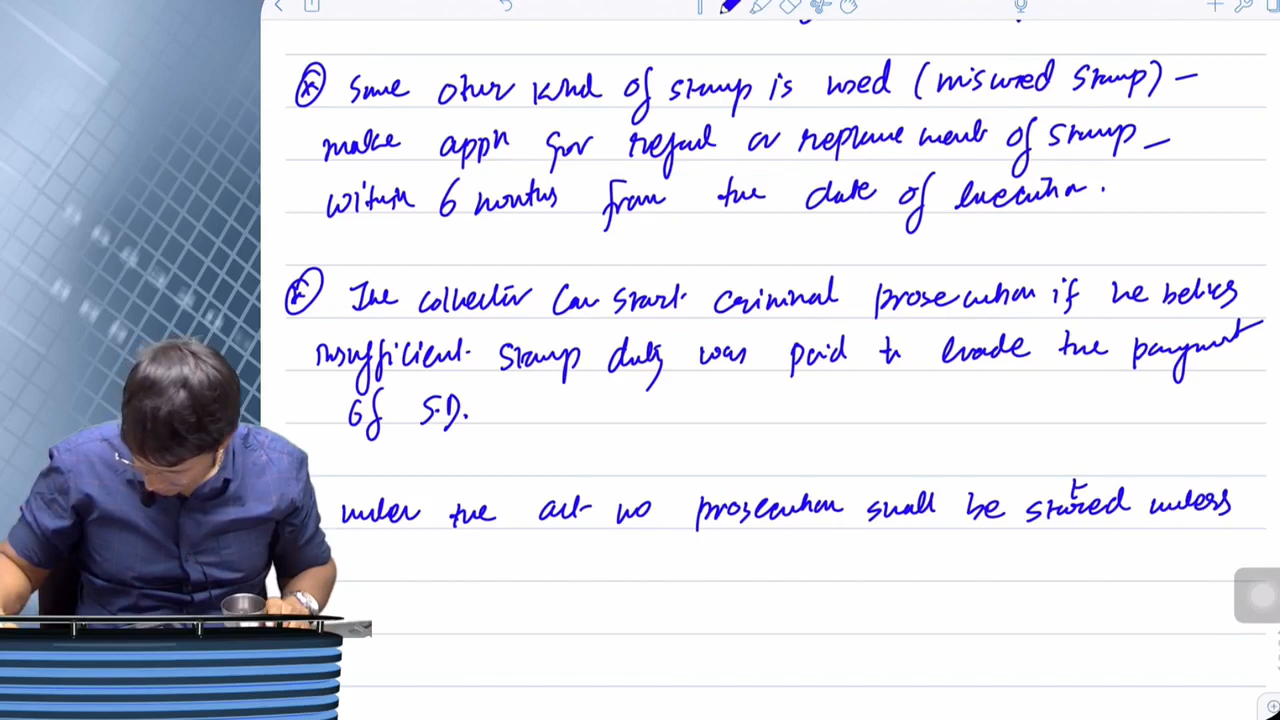 Some other kind of stamp is used (misused stamp) -
make appn for refund or replacement of stamp -
within 6 months from the date of execution.
The collector can start criminal prosecution if he belives
insufficient stamp duty was paid to evade the payment
of S.D.
under the act no prosecution shall be started unless